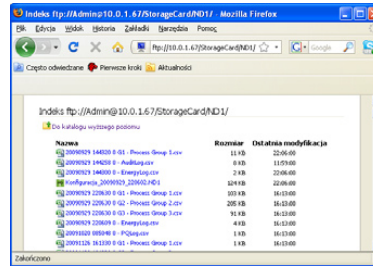 Indeks ftp://Admin@10.0.1.67/StorageCard/ND1/ - Mozilla Firefox
Plik Edycja Widok Historia Zakładki Narzędzia Pomoc
ftp://10.0.1.67/StorageCard/ND1/ Google
Często odwiedzane Pierwsze kroki Aktualności
Indeks ftp://Admin@10.0.1.67/StorageCard/ND1/
Do katalogu wyższego poziomu
Nazwa Rozmiar Ostatnia modyfikacja
20090929 144320 0 G1 - Process Group 1.csv 11 KB 22:06:00
20090929 144258 0 - AuditLog.csv 8 KB 11:59:00
20090929 144300 0 - EnergyLog.csv 2 KB 22:06:00
Konfiguracja_20090929_220602.ND1 124 KB 22:06:00
20090929 220630 0 G1 - Process Group 1.csv 103 KB 16:13:00
20090929 220630 0 G2 - Process Group 2.csv 205 KB 16:13:00
20090929 220630 0 G3 - Process Group 3.csv 91 KB 16:13:00
20090929 220609 0 - EnergyLog.csv 4 KB 16:13:00
20091020 085048 0 - PQLog.csv 1 KB 16:13:00
20091126 161330 0 G1 - Process Group 1.csv 1 KB 16:13:00
Zakończono